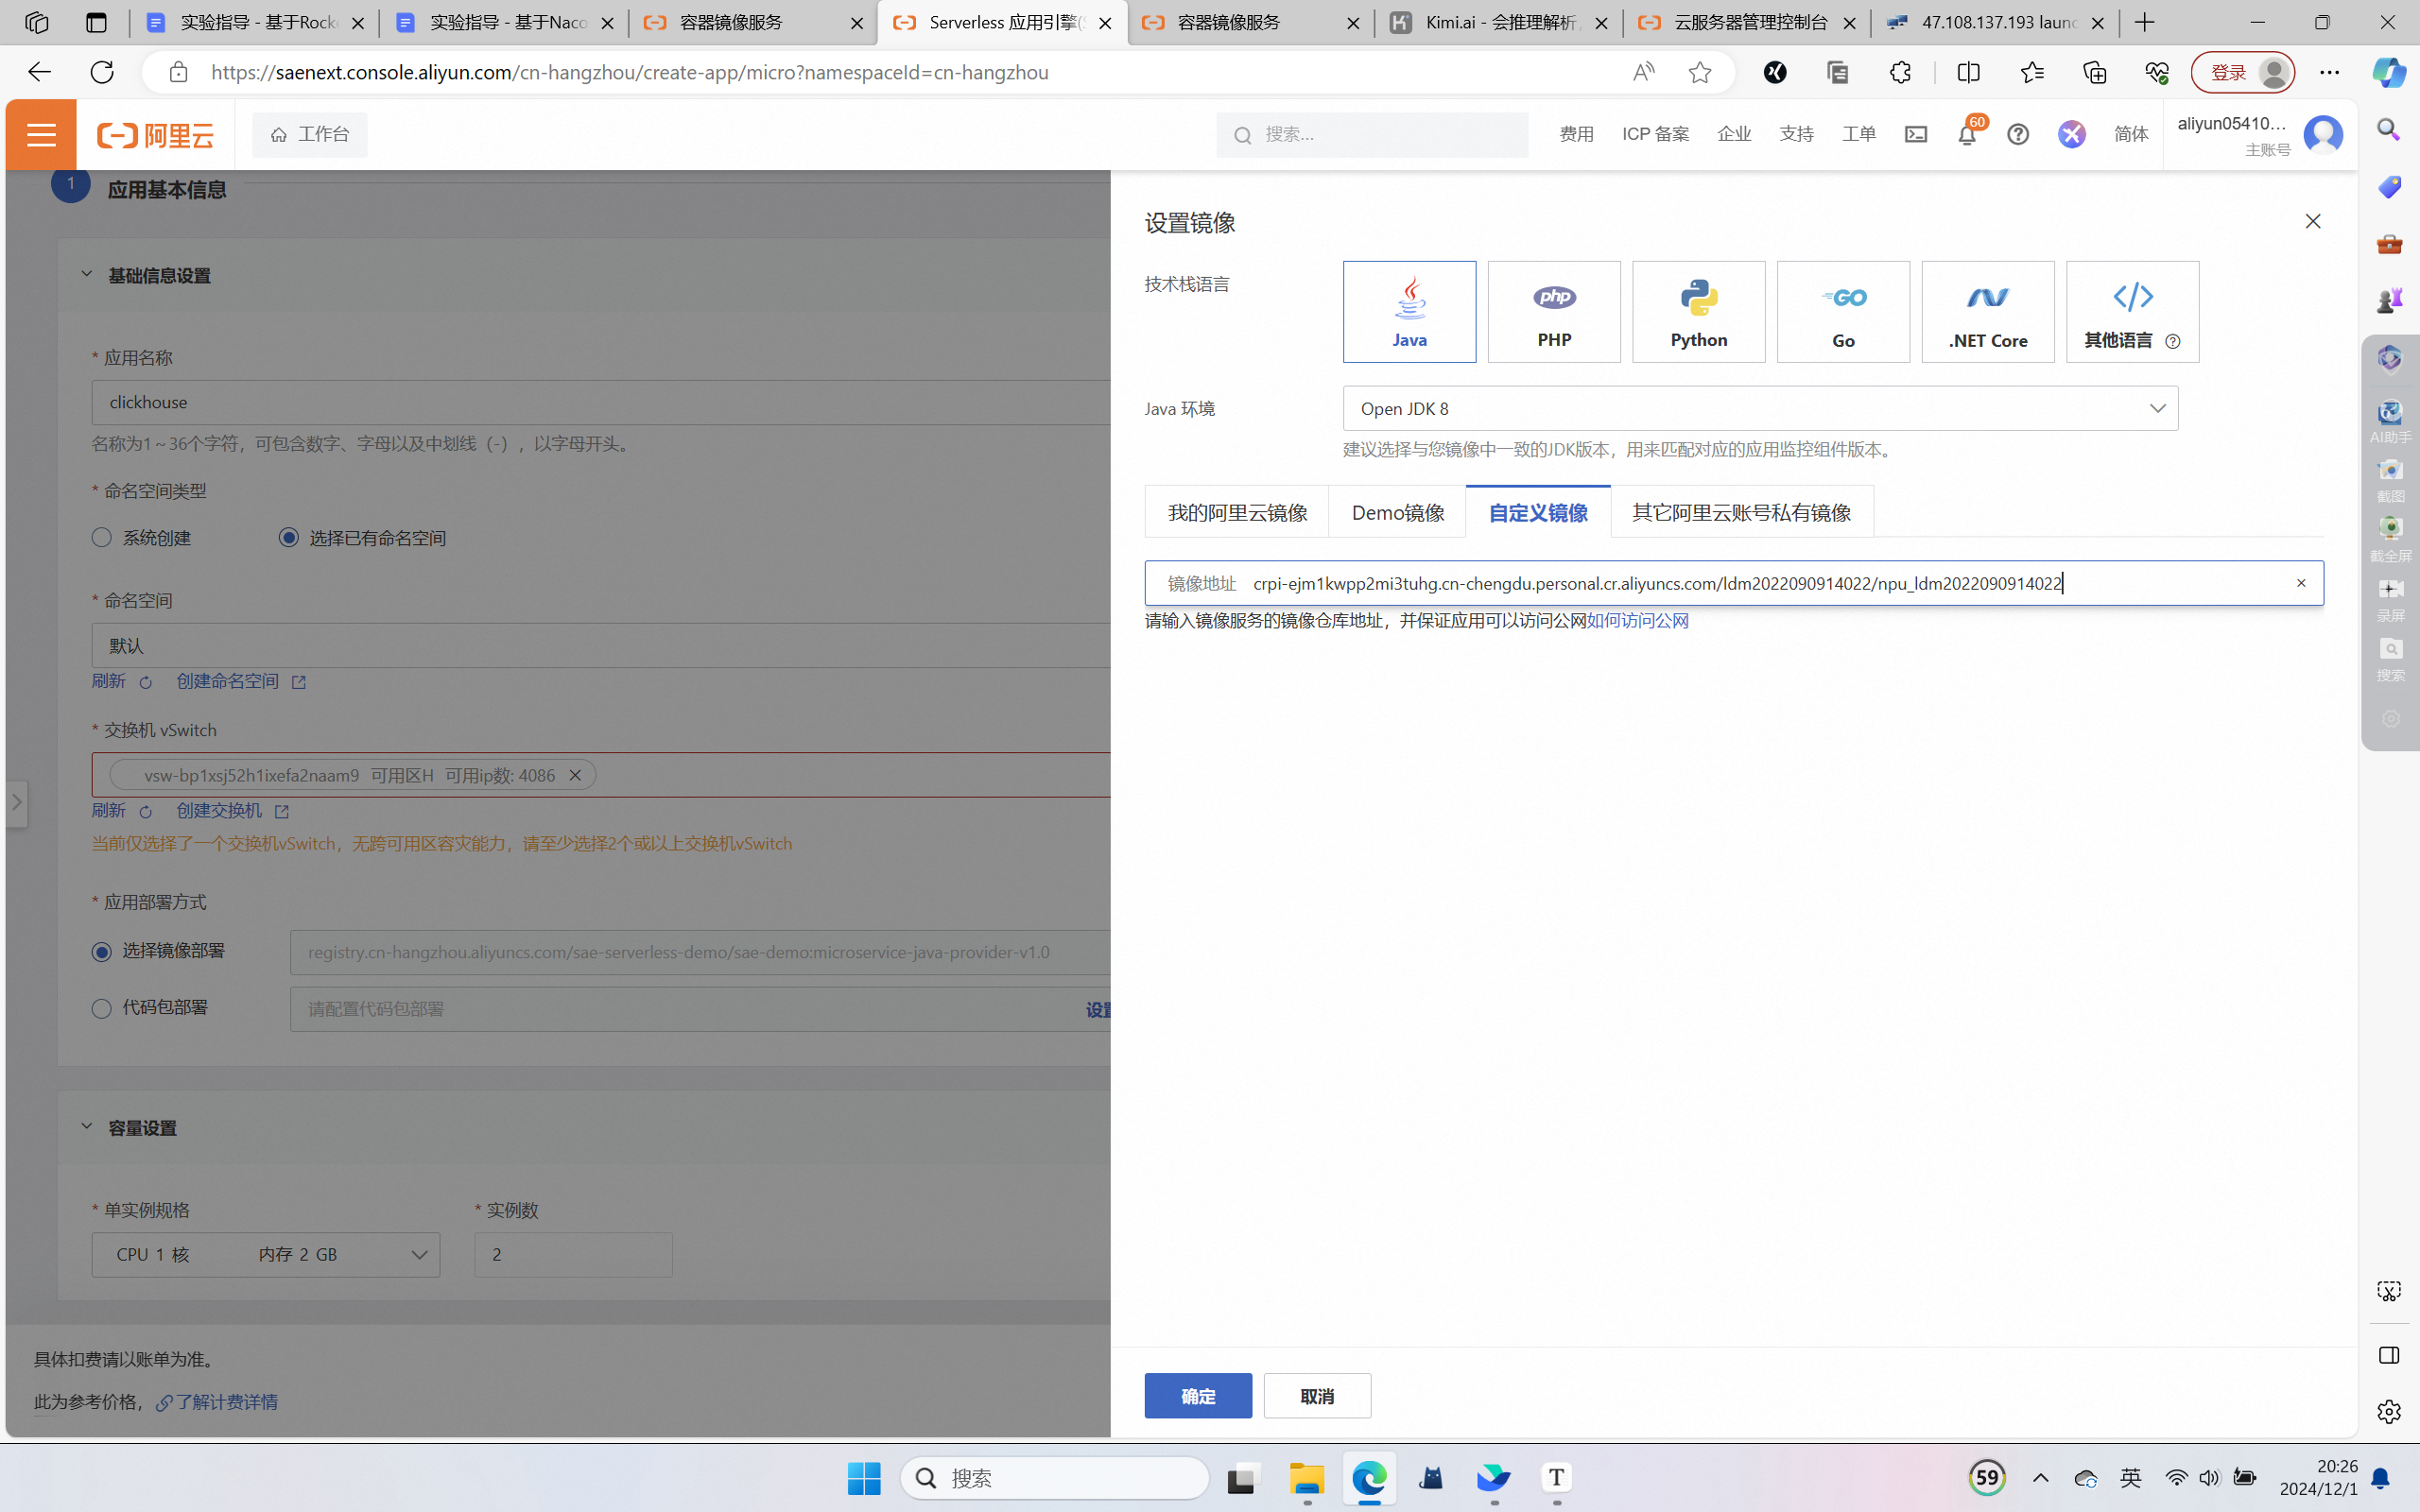 实验指导 - 基于Rock
实验指导 - 基于Naco
容器镜像服务
Serverless 应用引擎(S
容器镜像服务
Kimi.ai - 会推理解析,
云服务器管理控制台
47.108.137.193 launc
https://saenext.console.aliyun.com/cn-hangzhou/create-app/micro?namespaceId=cn-hangzhou
登录
阿里云
工作台
搜索...
费用
ICP 备案
企业
支持
工单
60
简体
aliyun05410...
主账号
1
应用基本信息
基础信息设置
* 应用名称
clickhouse
名称为1 ~ 36个字符，可包含数字、字母以及中划线（-），以字母开头。
* 命名空间类型
系统创建
选择已有命名空间
* 命名空间
默认
刷新
创建命名空间
* 交换机 vSwitch
vsw-bp1xsj52h1ixefa2naam9 可用区H 可用ip数: 4086
刷新
创建交换机
当前仅选择了一个交换机vSwitch，无跨可用区容灾能力，请至少选择2个或以上交换机vSwitch
* 应用部署方式
选择镜像部署
registry.cn-hangzhou.aliyuncs.com/sae-serverless-demo/sae-demo:microservice-java-provider-v1.0
代码包部署
请配置代码包部署
设置
容量设置
* 单实例规格
* 实例数
CPU 1 核
内存 2 GB
2
具体扣费请以账单为准。
此为参考价格，
了解计费详情
设置镜像
技术栈语言
Java
php
PHP
Python
GO
Go
.NET Core
其他语言
Java 环境
Open JDK 8
建议选择与您镜像中一致的JDK版本，用来匹配对应的应用监控组件版本。
我的阿里云镜像
Demo镜像
自定义镜像
其它阿里云账号私有镜像
镜像地址
crpi-ejm1kwpp2mi3tuhg.cn-chengdu.personal.cr.aliyuncs.com/ldm2022090914022/npu_ldm2022090914022
请输入镜像服务的镜像仓库地址，并保证应用可以访问公网如何访问公网
确定
取消
AI助手
截图
截全屏
录屏
搜索
搜索
59
英
20:26
2024/12/1